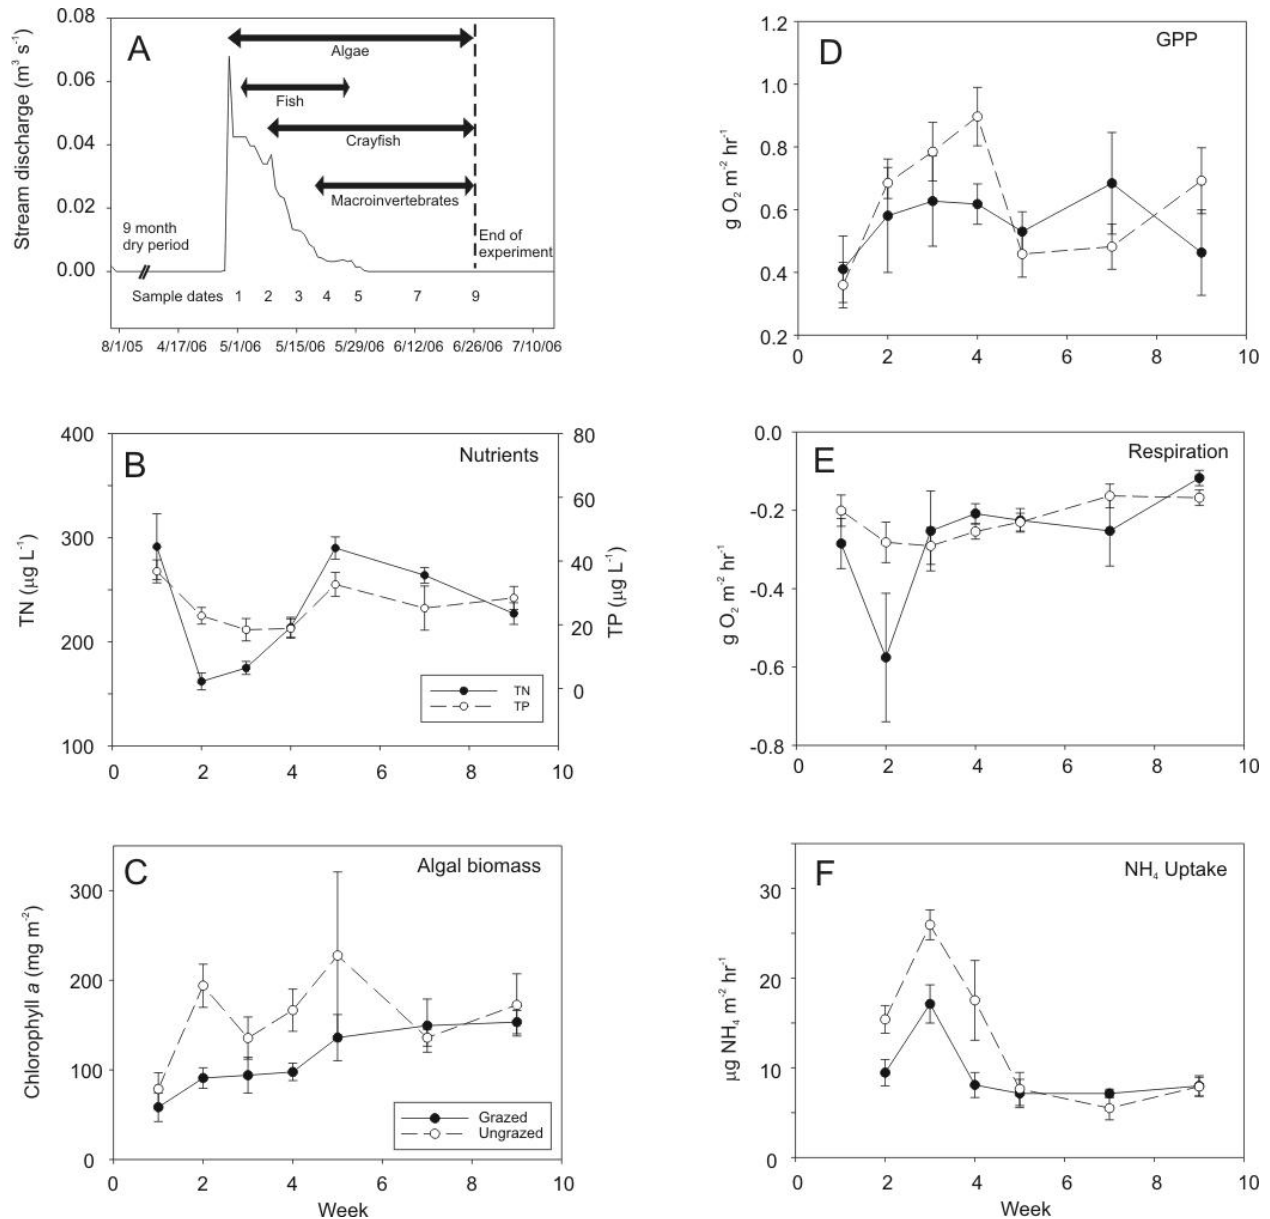 A
Stream discharge (m³ s⁻¹)
0.08
0.06
0.04
0.02
0.00
Algae
Fish
Crayfish
Macroinvertebrates
9 month
dry period
End of
experiment
Sample dates 1 2 3 4 5 7 9
8/1/05 4/17/06 5/1/06 5/15/06 5/29/06 6/12/06 6/26/06 7/10/06
D
GPP
g O₂ m⁻² hr⁻¹
1.2
1.0
0.8
0.6
0.4
0.2
0 2 4 6 8 10
B
Nutrients
TN (µg L⁻¹)
400
300
200
100
TP (µg L⁻¹)
80
60
40
20
0
TN
TP
0 2 4 6 8 10
E
Respiration
g O₂ m⁻² hr⁻¹
0.0
-0.2
-0.4
-0.6
-0.8
0 2 4 6 8 10
C
Algal biomass
Chlorophyll a (mg m⁻²)
300
200
100
0
Grazed
Ungrazed
0 2 4 6 8 10
Week
F
NH₄ Uptake
µg NH₄ m⁻² hr⁻¹
30
20
10
0
0 2 4 6 8 10
Week